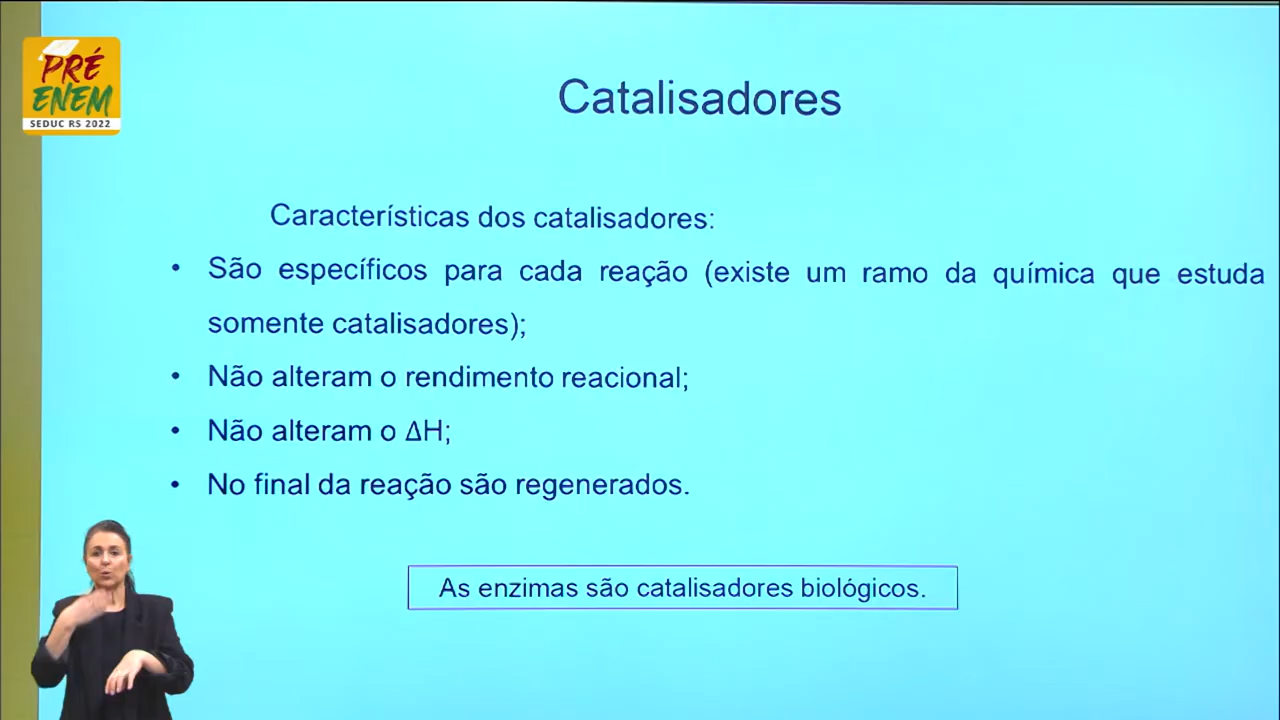 PRÉ
ENEM
SEDUC RS 2022
Catalisadores
Características dos catalisadores:
• São específicos para cada reação (existe um ramo da química que estuda
somente catalisadores);
• Não alteram o rendimento reacional;
• Não alteram o ΔH;
• No final da reação são regenerados.
As enzimas são catalisadores biológicos.